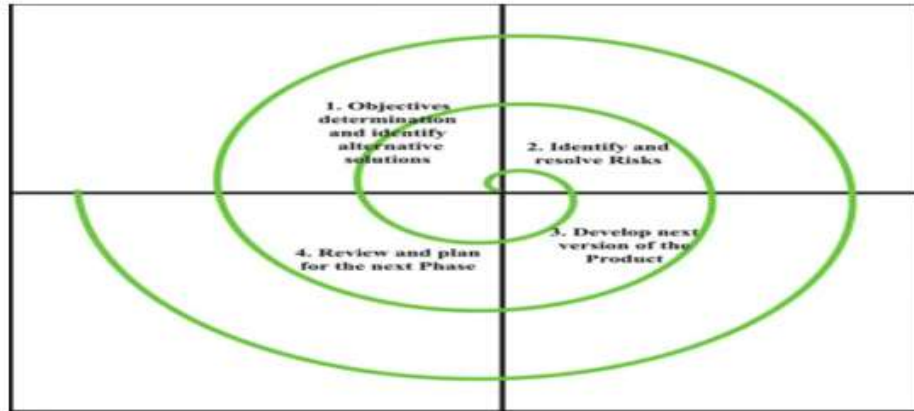 1. Objectives
determination
and identify
alternative
solutions
2. Identify and
resolve Risks
3. Develop next
version of the
Product
4. Review and plan
for the next Phase